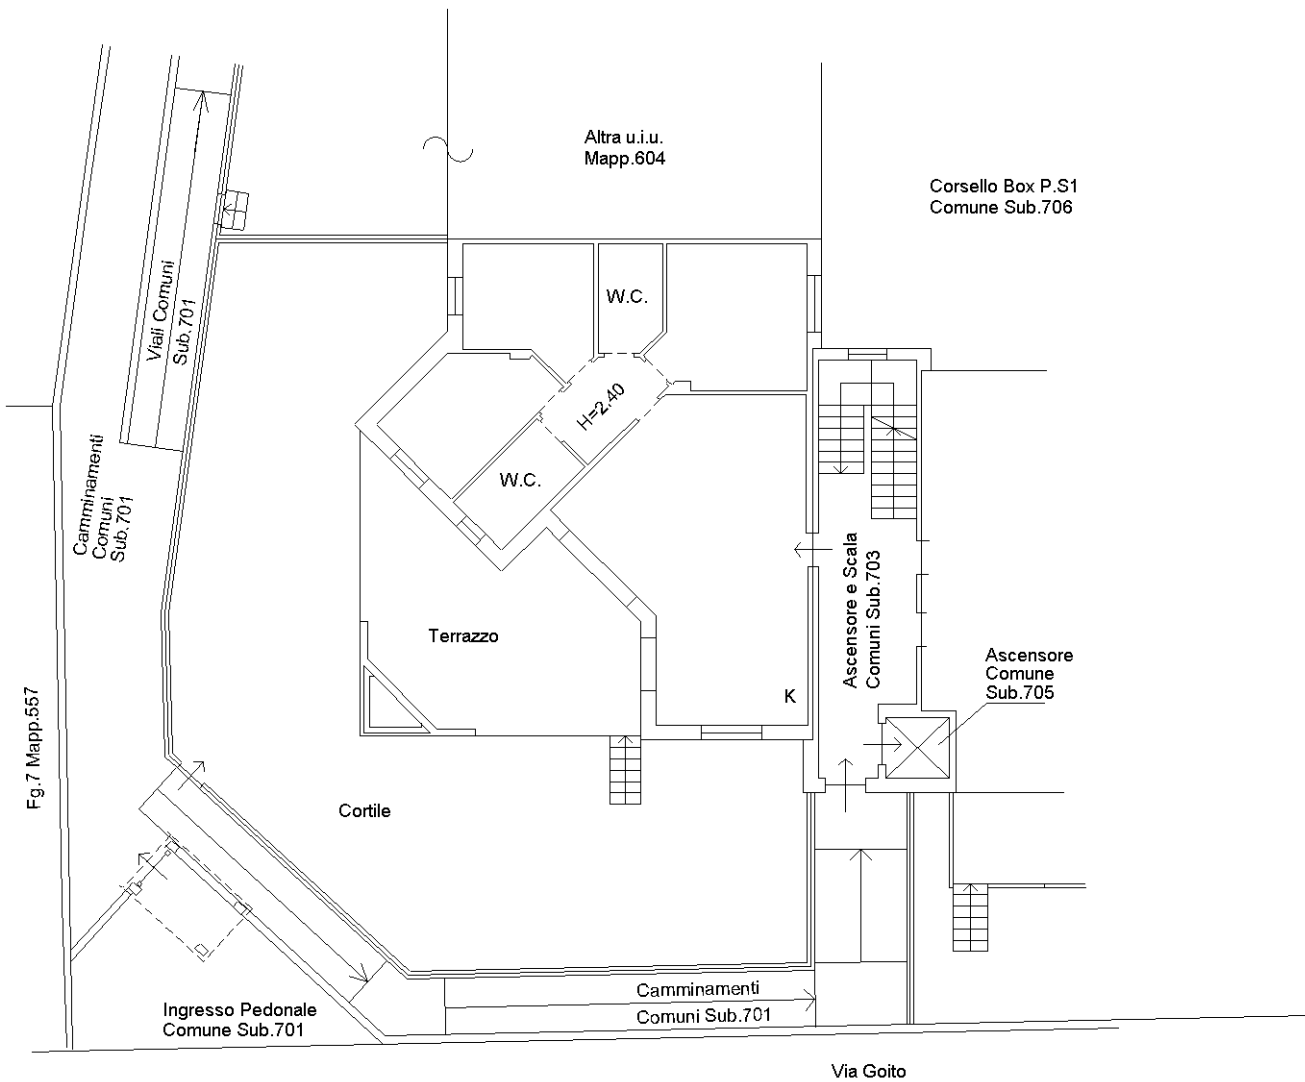 Altra u.i.u.
Mapp.604
Corsello Box P.S1
Comune Sub.706
W.C.
Viali Comuni
Sub.701
H=2.40
Camminamenti
Comuni
Sub.701
W.C.
Ascensore e Scala
Comuni Sub.703
Terrazzo
Ascensore
Comune
Sub.705
K
Fg.7 Mapp.557
Cortile
Camminamenti
Comuni Sub.701
Ingresso Pedonale
Comune Sub.701
Via Goito